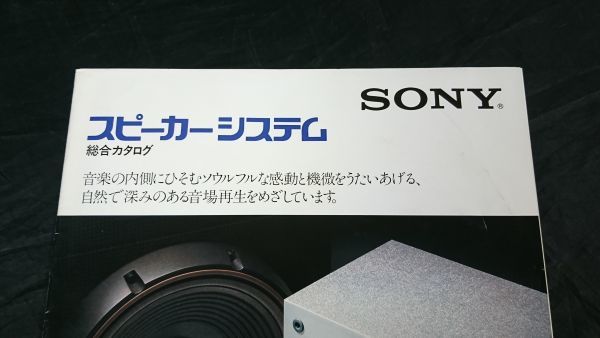 SONY®
スピーカーシステム
総合カタログ
音楽の内側にひそむソウルフルな感動と機微をうたいあげる、
自然で深みのある音場再生をめざしています。